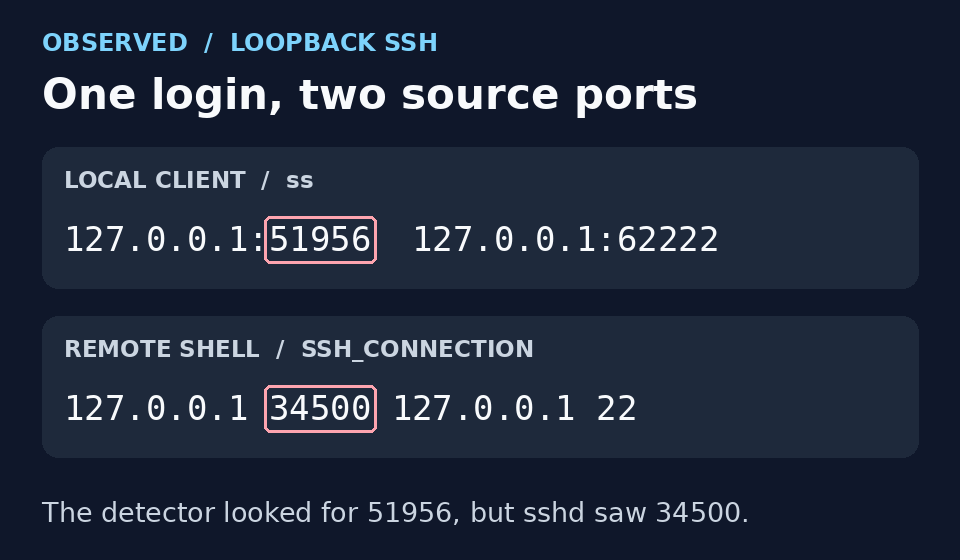 OBSERVED / LOOPBACK SSH
One login, two source ports
LOCAL CLIENT / ss
127.0.0.1:51956 127.0.0.1:62222
REMOTE SHELL / SSH_CONNECTION
127.0.0.1 34500 127.0.0.1 22
The detector looked for 51956, but sshd saw 34500.